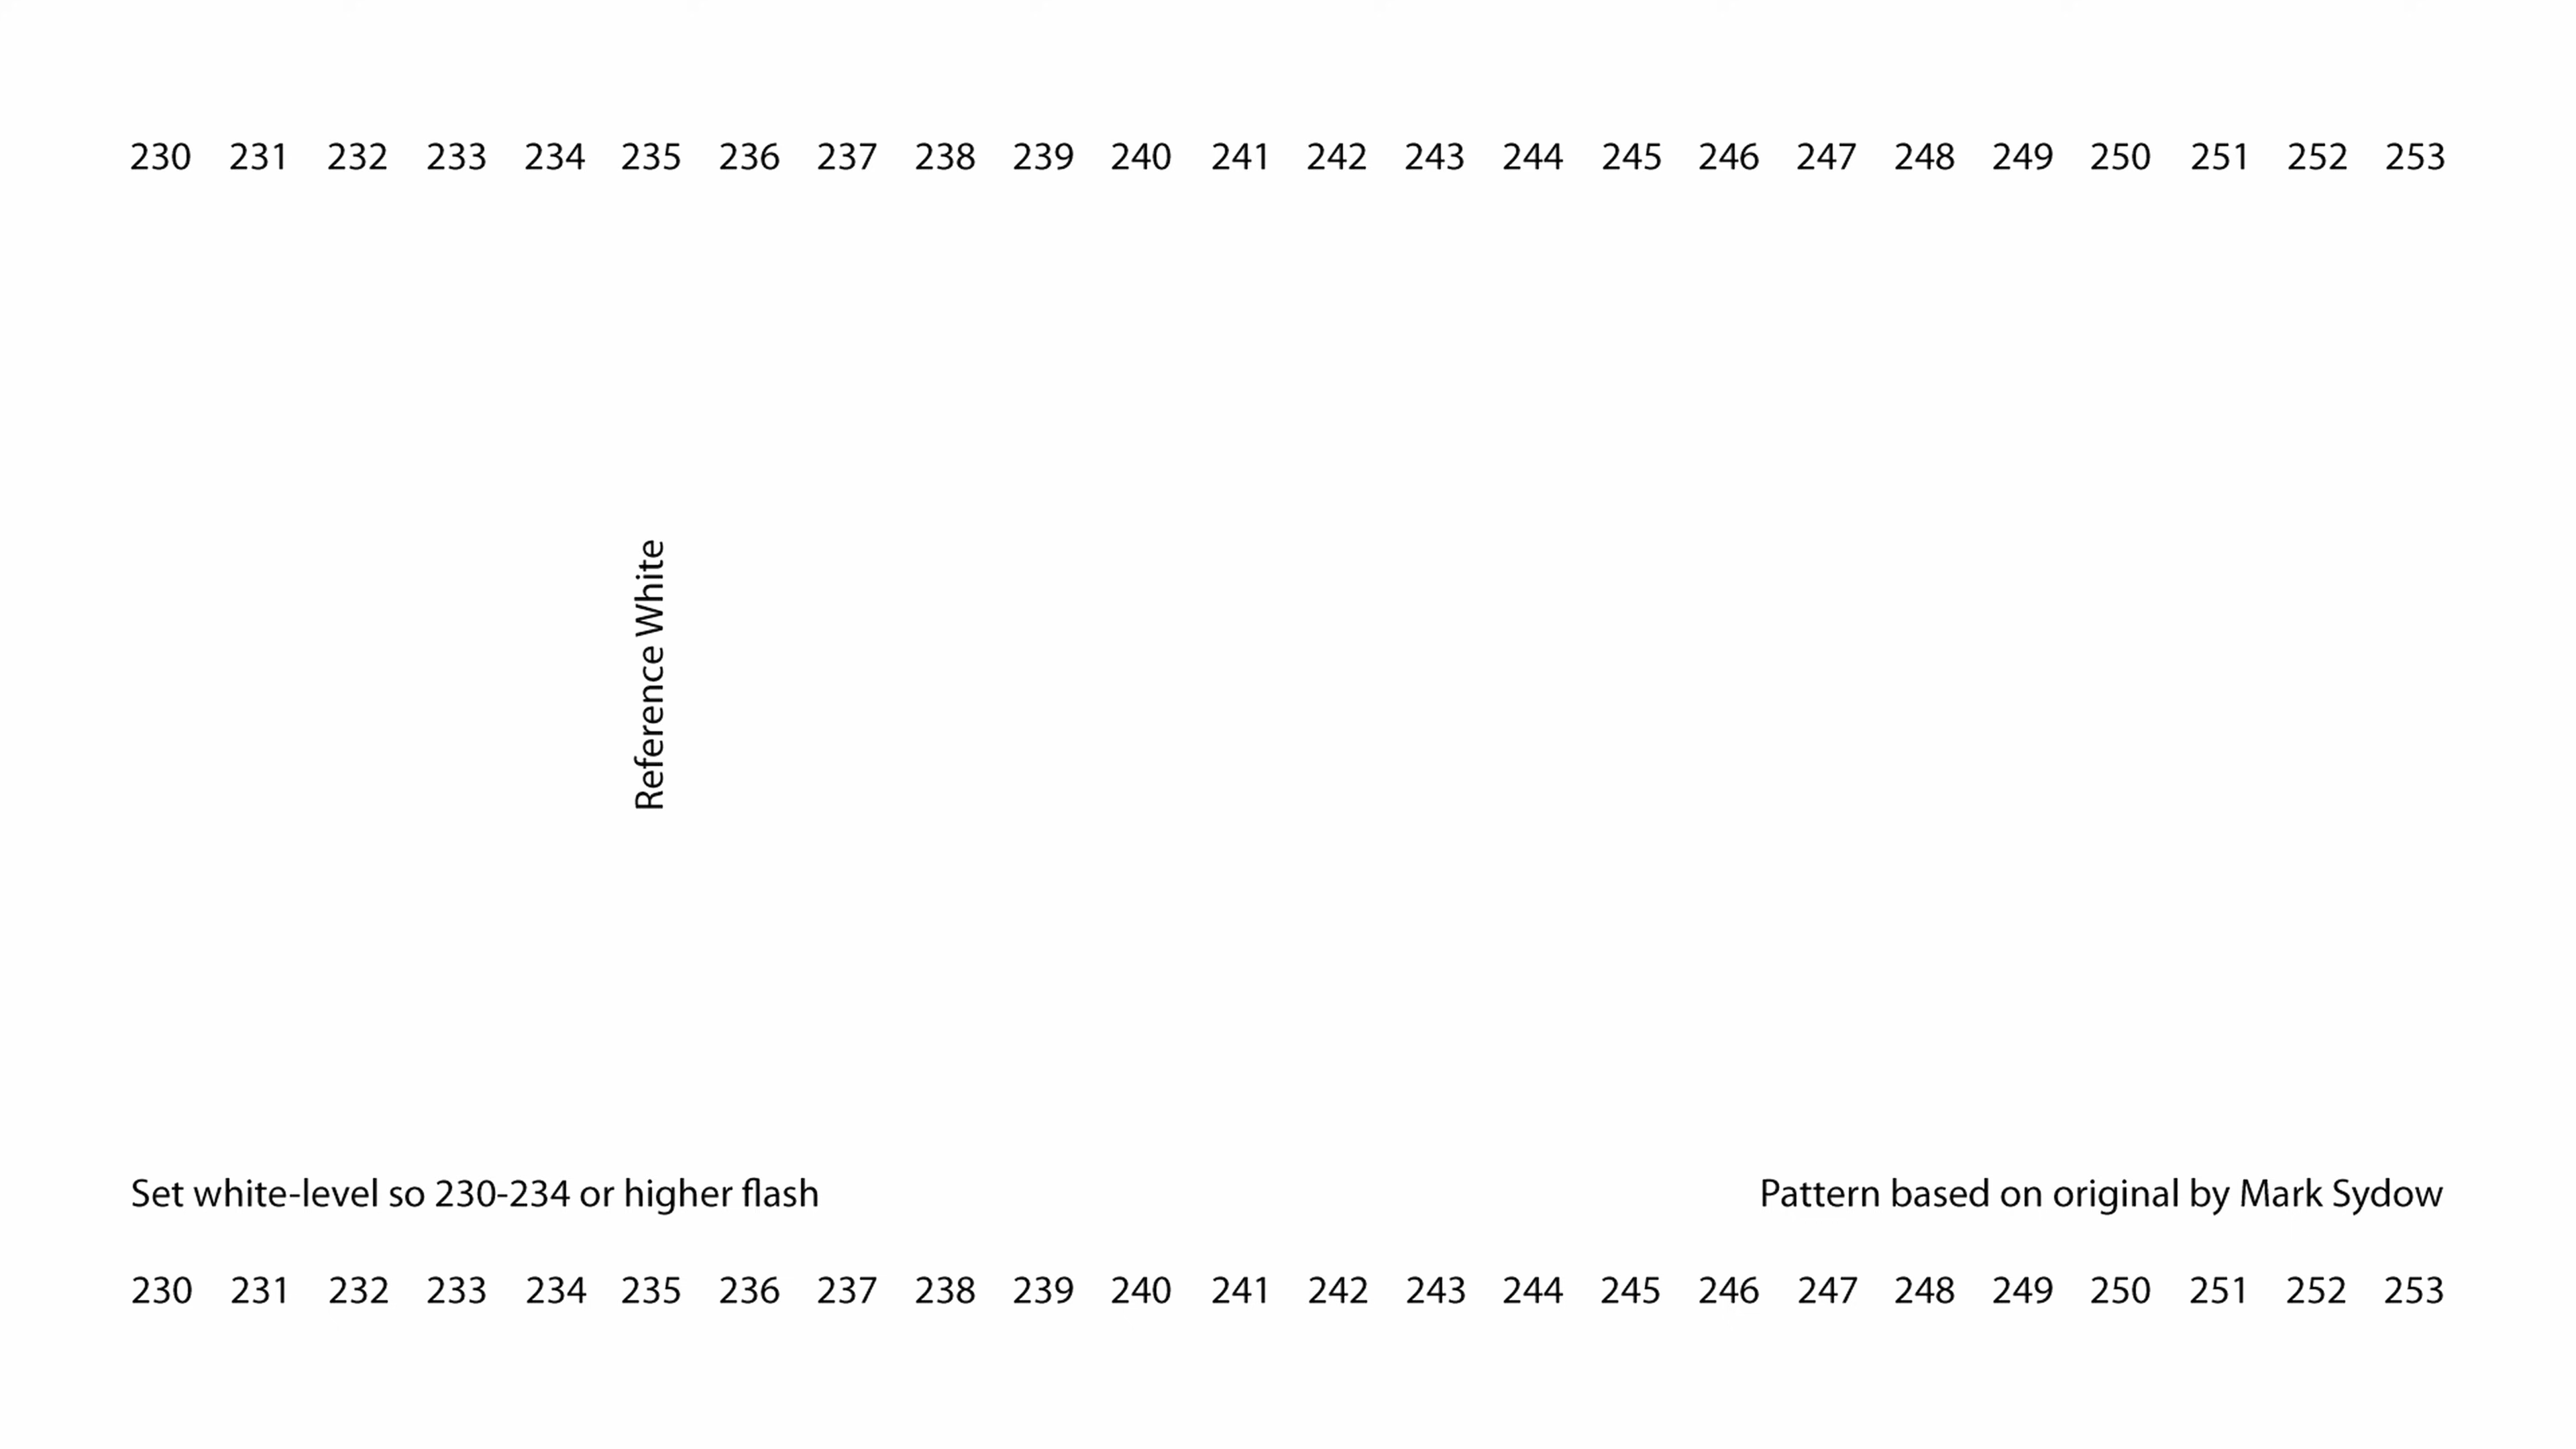 230 231 232 233 234 235 236 237 238 239 240 241 242 243 244 245 246 247 248 249 250 251 252 253
Reference White
Set white-level so 230-234 or higher flash
Pattern based on original by Mark Sydow
230 231 232 233 234 235 236 237 238 239 240 241 242 243 244 245 246 247 248 249 250 251 252 253